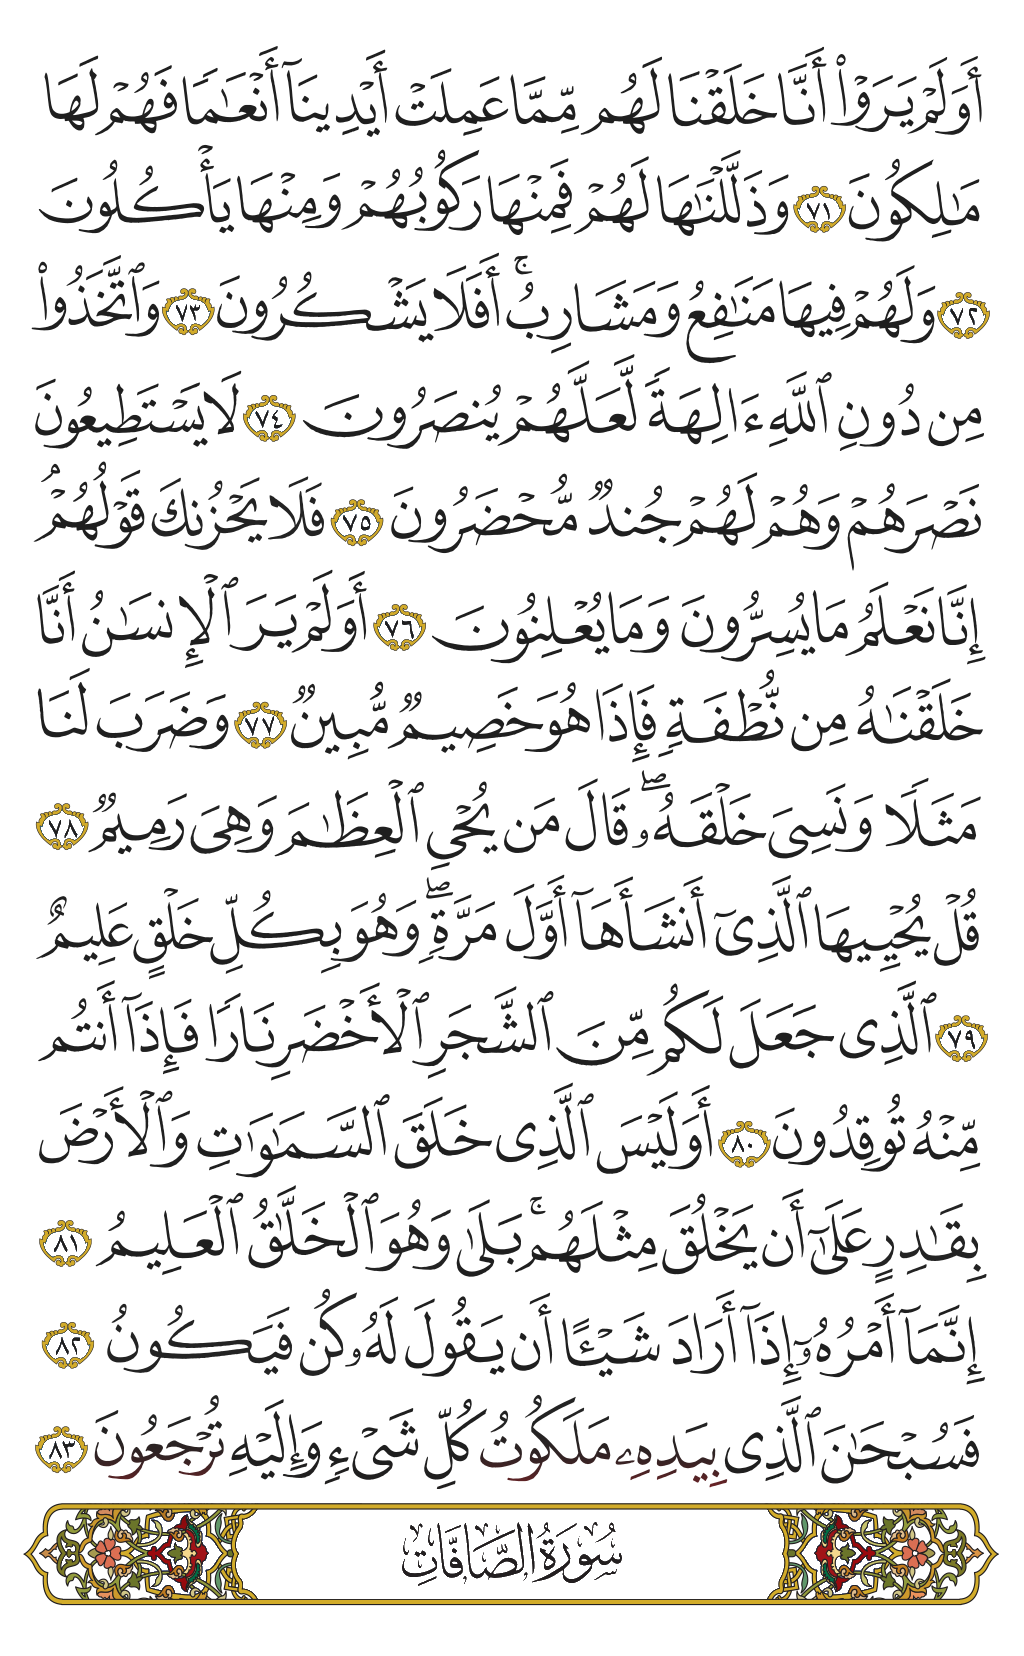 أَوَلَمْ يَرَوْا۟ أَنَّا خَلَقْنَا لَهُم مِّمَّا عَمِلَتْ أَيْدِينَآ أَنْعَـٰمًا فَهُمْ لَهَا
مَـٰلِكُونَ ٧١ وَذَلَّلْنَـٰهَا لَهُمْ فَمِنْهَا رَكُوبُهُمْ وَمِنْهَا يَأْكُلُونَ
٧٢ وَلَهُمْ فِيهَا مَنَـٰفِعُ وَمَشَارِبُ ۚ أَفَلَا يَشْكُرُونَ ٧٣ وَٱتَّخَذُوا۟
مِن دُونِ ٱللَّهِ ءَالِهَةً لَّعَلَّهُمْ يُنصَرُونَ ٧٤ لَا يَسْتَطِيعُونَ
نَصْرَهُمْ وَهُمْ لَهُمْ جُندٌ مُّحْضَرُونَ ٧٥ فَلَا يَحْزُنكَ قَوْلُهُمْ ۘ
إِنَّا نَعْلَمُ مَا يُسِرُّونَ وَمَا يُعْلِنُونَ ٧٦ أَوَلَمْ يَرَ ٱلْإِنسَـٰنُ أَنَّا
خَلَقْنَـٰهُ مِن نُّطْفَةٍ فَإِذَا هُوَ خَصِيمٌ مُّبِينٌ ٧٧ وَضَرَبَ لَنَا
مَثَلًا وَنَسِىَ خَلْقَهُۥ ۖ قَالَ مَن يُحْىِ ٱلْعِظَـٰمَ وَهِىَ رَمِيمٌ ٧٨
قُلْ يُحْيِيهَا ٱلَّذِىٓ أَنشَأَهَآ أَوَّلَ مَرَّةٍ ۖ وَهُوَ بِكُلِّ خَلْقٍ عَلِيمٌ
٧٩ ٱلَّذِى جَعَلَ لَكُم مِّنَ ٱلشَّجَرِ ٱلْأَخْضَرِ نَارًا فَإِذَآ أَنتُم
مِّنْهُ تُوقِدُونَ ٨٠ أَوَلَيْسَ ٱلَّذِى خَلَقَ ٱلسَّمَـٰوَٰتِ وَٱلْأَرْضَ
بِقَـٰدِرٍ عَلَىٰٓ أَن يَخْلُقَ مِثْلَهُم ۚ بَلَىٰ وَهُوَ ٱلْخَلَّـٰقُ ٱلْعَلِيمُ ٨١
إِنَّمَآ أَمْرُهُۥٓ إِذَآ أَرَادَ شَيْـًٔا أَن يَقُولَ لَهُۥ كُن فَيَكُونُ ٨٢
فَسُبْحَـٰنَ ٱلَّذِى بِيَدِهِۦ مَلَكُوتُ كُلِّ شَىْءٍ وَإِلَيْهِ تُرْجَعُونَ ٨٣
سُورَةُ الصَّافَّاتِ